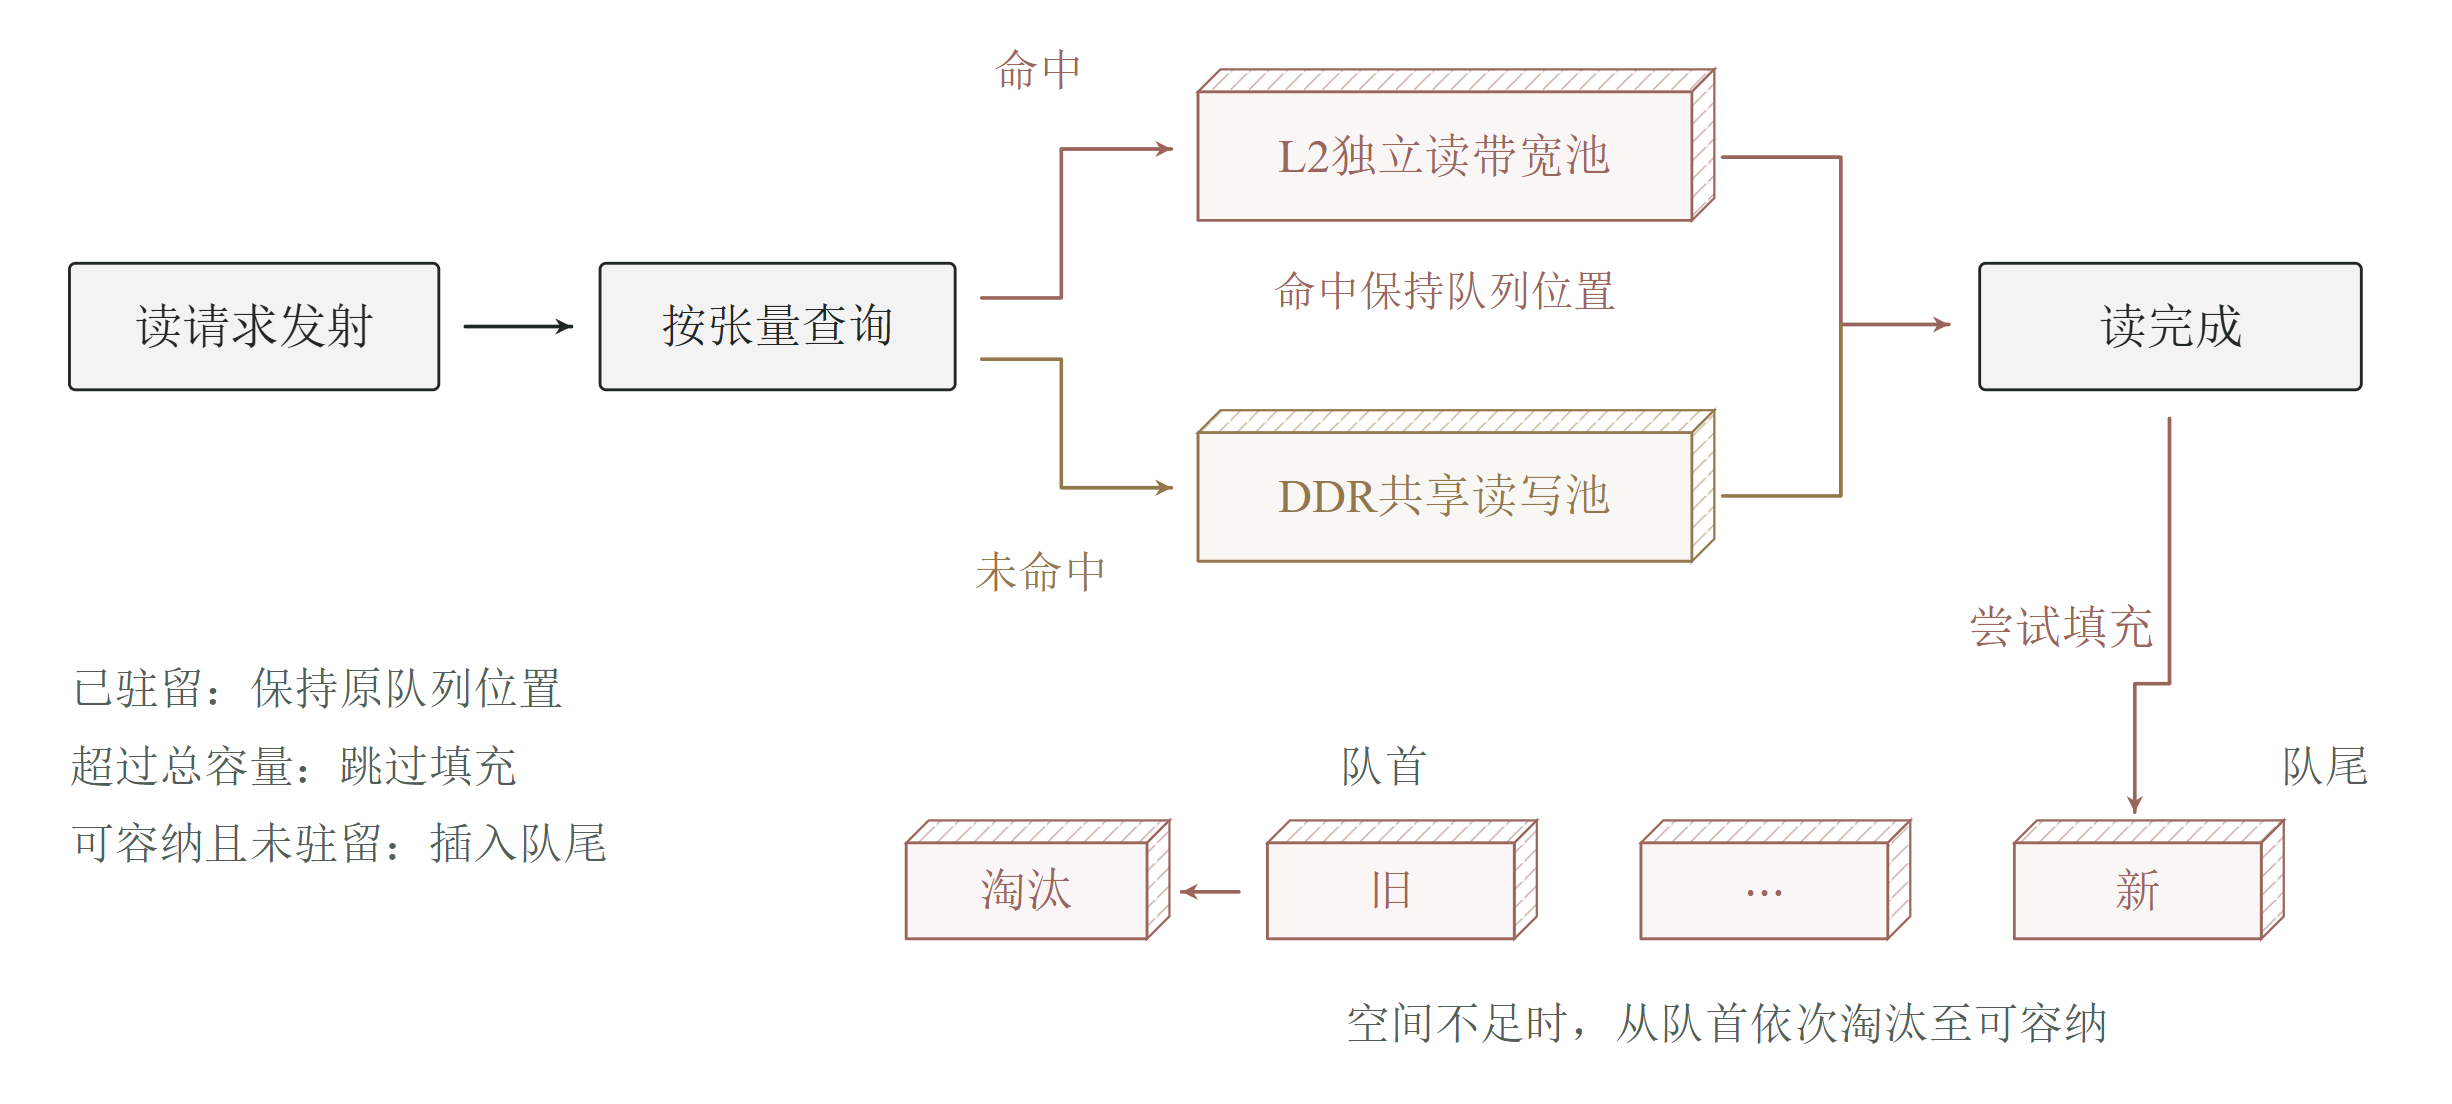 命中
L2独立读带宽池
读请求发射
按张量查询
命中保持队列位置
读完成
DDR共享读写池
未命中
尝试填充
已驻留：保持原队列位置
超过总容量：跳过填充
可容纳且未驻留：插入队尾
队首
队尾
淘汰
旧
...
新
空间不足时，从队首依次淘汰至可容纳